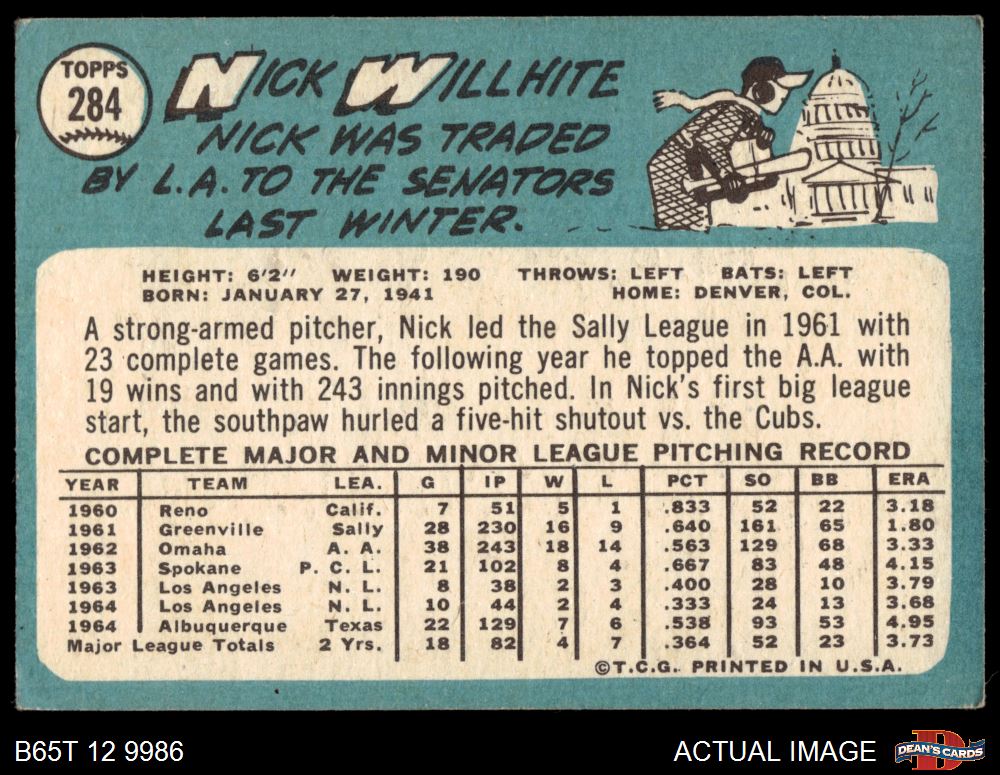 TOPPS
284
NICK WILLHITE
NICK WAS TRADED
BY L.A. TO THE SENATORS
LAST WINTER.
HEIGHT: 6'2" WEIGHT: 190 THROWS: LEFT BATS: LEFT
BORN: JANUARY 27, 1941 HOME: DENVER, COL.
A strong-armed pitcher, Nick led the Sally League in 1961 with
23 complete games. The following year he topped the A.A. with
19 wins and with 243 innings pitched. In Nick's first big league
start, the southpaw hurled a five-hit shutout vs. the Cubs.
COMPLETE MAJOR AND MINOR LEAGUE PITCHING RECORD
YEAR TEAM LEA. G IP W L PCT SO BB ERA
1960 Reno Calif. 7 51 5 1 .833 52 22 3.18
1961 Greenville Sally 28 230 16 9 .640 161 65 1.80
1962 Omaha A. A. 38 243 18 14 .563 129 68 3.33
1963 Spokane P. C. L. 21 102 8 4 .667 83 48 4.15
1963 Los Angeles N. L. 8 38 2 3 .400 28 10 3.79
1964 Los Angeles N. L. 10 44 2 4 .333 24 13 3.68
1964 Albuquerque Texas 22 129 7 6 .538 93 53 4.95
Major League Totals 2 Yrs. 18 82 4 7 .364 52 23 3.73
©T.C.G. PRINTED IN U.S.A.
B65T 12 9986
ACTUAL IMAGE
DEAN'S CARDS